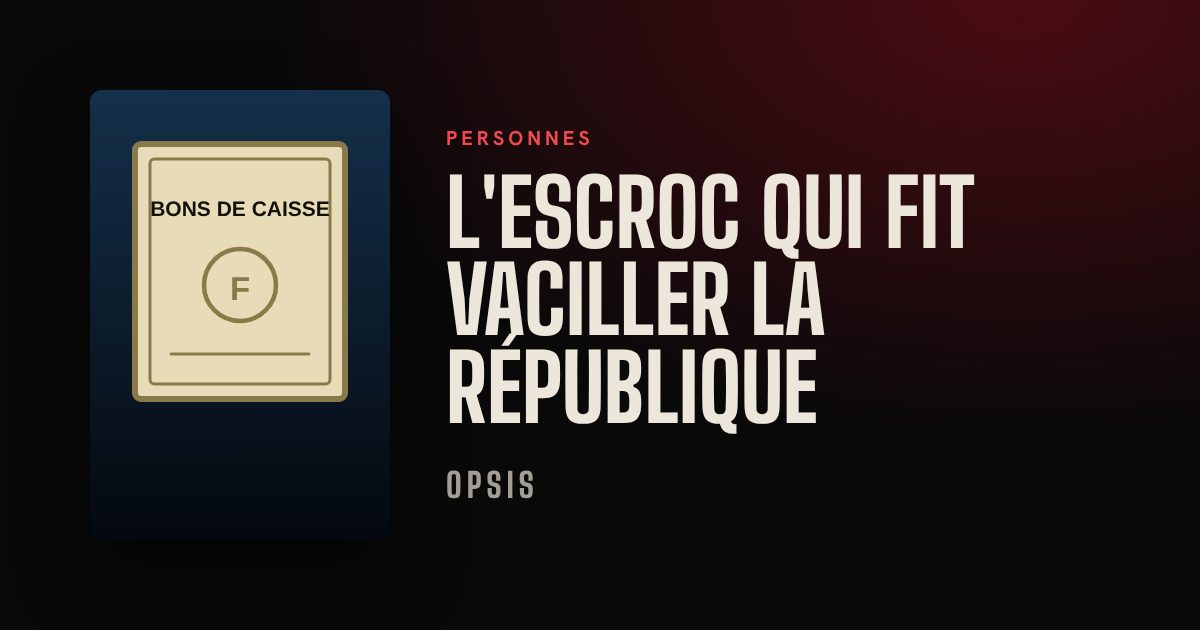 BONS DE CAISSE
F
PERSONNES
L'ESCROC QUI FIT
VACILLER LA
RÉPUBLIQUE
OPSIS